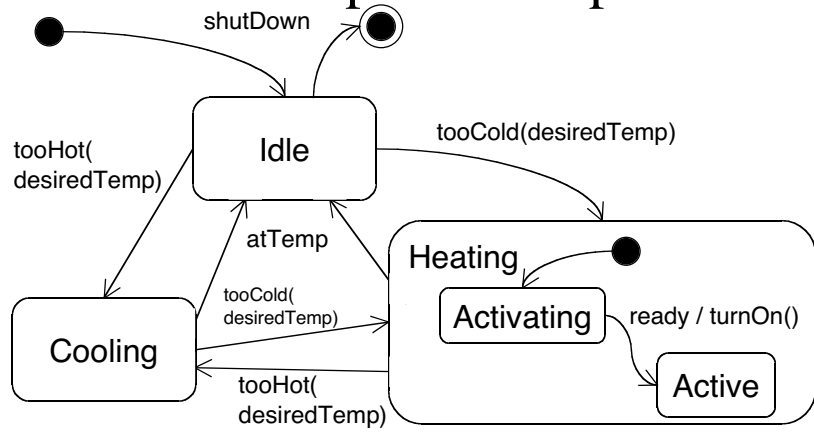 shutDown
Idle
tooCold(desiredTemp)
tooHot(
desiredTemp)
atTemp
Heating
tooCold(
desiredTemp)
Activating
ready / turnOn()
Cooling
Active
tooHot(
desiredTemp)